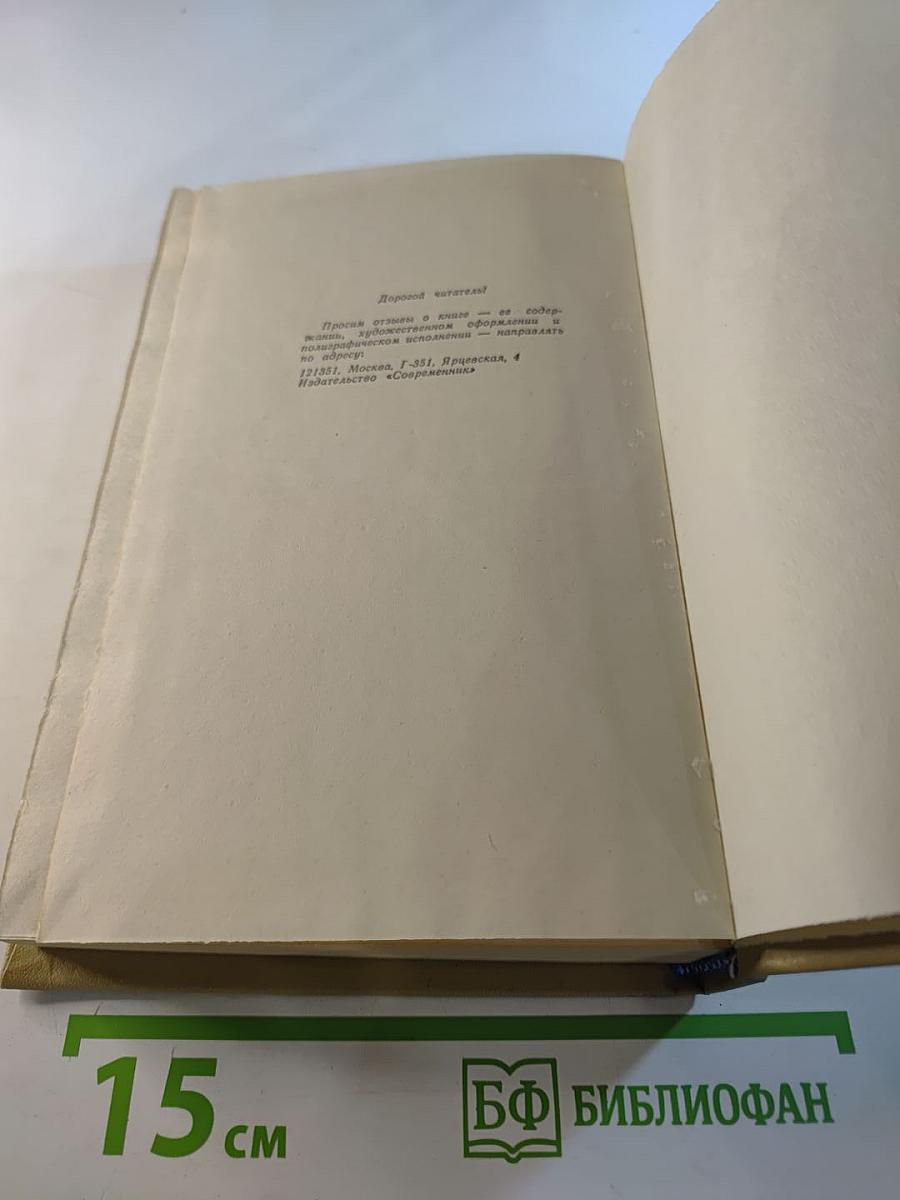 Дорогой читатель!
Просим отзывы о книге — ее содер-
жании, художественном оформлении и
полиграфическом исполнении — направлять
по адресу:
121351, Москва, Г-351, Ярцевская, 4
Издательство «Современник»
15 см
БФ БИБЛИОФАН